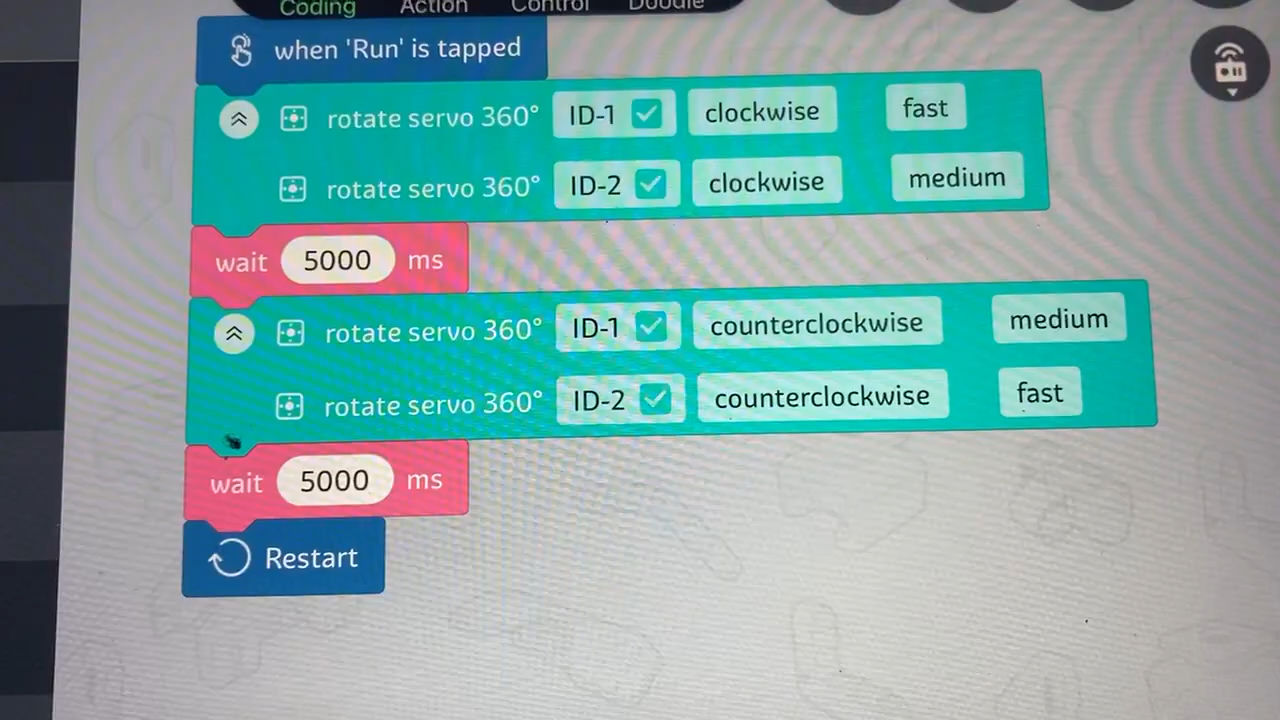 Coding Action Control Doodle
when 'Run' is tapped
rotate servo 360° ID-1 clockwise fast
rotate servo 360° ID-2 clockwise medium
wait 5000 ms
rotate servo 360° ID-1 counterclockwise medium
rotate servo 360° ID-2 counterclockwise fast
wait 5000 ms
Restart